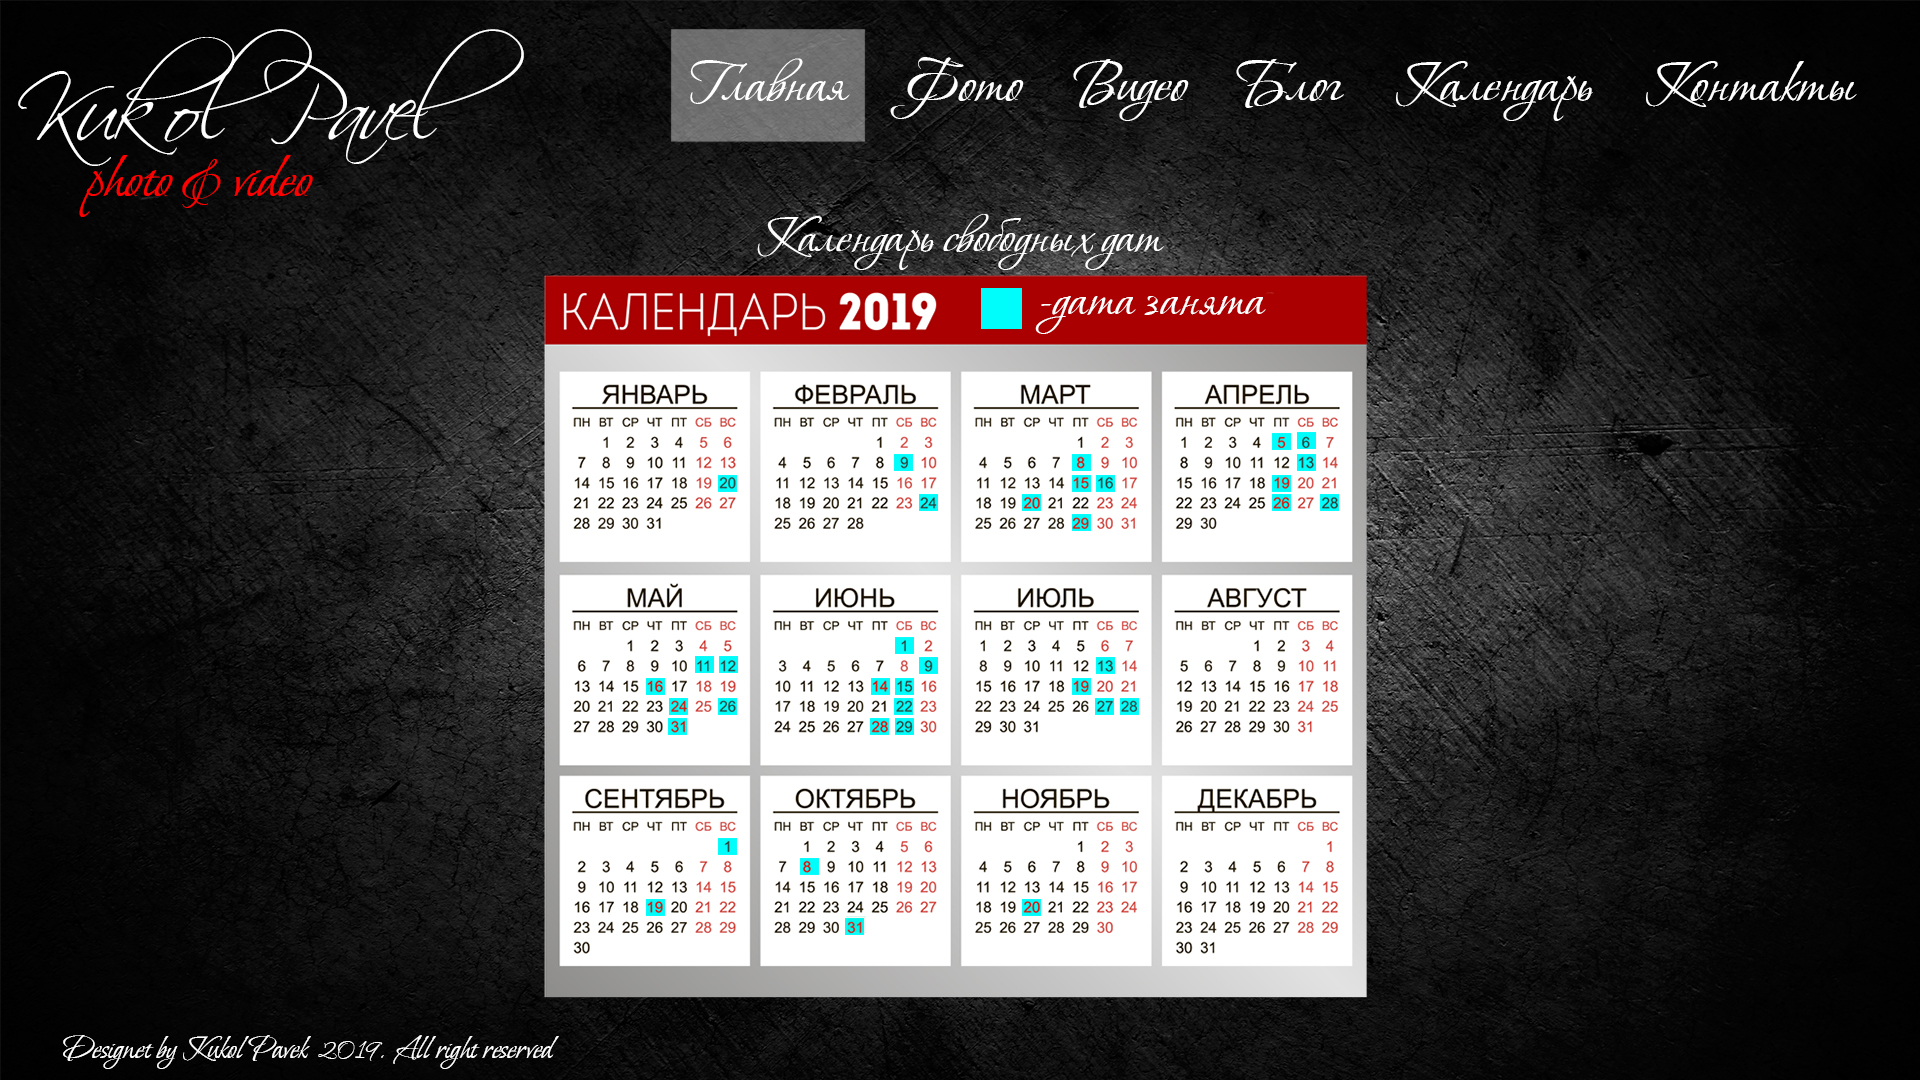 Kukol Pavel
photo & video
Главная Фото Видео Блог Календарь Контакты
Календарь свободных дат
КАЛЕНДАРЬ 2019 -дата занята
ЯНВАРЬ
ПН ВТ СР ЧТ ПТ СБ ВС
1 2 3 4 5 6
7 8 9 10 11 12 13
14 15 16 17 18 19 20
21 22 23 24 25 26 27
28 29 30 31
ФЕВРАЛЬ
ПН ВТ СР ЧТ ПТ СБ ВС
1 2 3
4 5 6 7 8 9 10
11 12 13 14 15 16 17
18 19 20 21 22 23 24
25 26 27 28
МАРТ
ПН ВТ СР ЧТ ПТ СБ ВС
1 2 3
4 5 6 7 8 9 10
11 12 13 14 15 16 17
18 19 20 21 22 23 24
25 26 27 28 29 30 31
АПРЕЛЬ
ПН ВТ СР ЧТ ПТ СБ ВС
1 2 3 4 5 6 7
8 9 10 11 12 13 14
15 16 17 18 19 20 21
22 23 24 25 26 27 28
29 30
МАЙ
ПН ВТ СР ЧТ ПТ СБ ВС
1 2 3 4 5
6 7 8 9 10 11 12
13 14 15 16 17 18 19
20 21 22 23 24 25 26
27 28 29 30 31
ИЮНЬ
ПН ВТ СР ЧТ ПТ СБ ВС
1 2
3 4 5 6 7 8 9
10 11 12 13 14 15 16
17 18 19 20 21 22 23
24 25 26 27 28 29 30
ИЮЛЬ
ПН ВТ СР ЧТ ПТ СБ ВС
1 2 3 4 5 6 7
8 9 10 11 12 13 14
15 16 17 18 19 20 21
22 23 24 25 26 27 28
29 30 31
АВГУСТ
ПН ВТ СР ЧТ ПТ СБ ВС
1 2 3 4
5 6 7 8 9 10 11
12 13 14 15 16 17 18
19 20 21 22 23 24 25
26 27 28 29 30 31
СЕНТЯБРЬ
ПН ВТ СР ЧТ ПТ СБ ВС
1
2 3 4 5 6 7 8
9 10 11 12 13 14 15
16 17 18 19 20 21 22
23 24 25 26 27 28 29
30
ОКТЯБРЬ
ПН ВТ СР ЧТ ПТ СБ ВС
1 2 3 4 5 6
7 8 9 10 11 12 13
14 15 16 17 18 19 20
21 22 23 24 25 26 27
28 29 30 31
НОЯБРЬ
ПН ВТ СР ЧТ ПТ СБ ВС
1 2 3
4 5 6 7 8 9 10
11 12 13 14 15 16 17
18 19 20 21 22 23 24
25 26 27 28 29 30
ДЕКАБРЬ
ПН ВТ СР ЧТ ПТ СБ ВС
1
2 3 4 5 6 7 8
9 10 11 12 13 14 15
16 17 18 19 20 21 22
23 24 25 26 27 28 29
30 31
Designet by Kukol Pavek 2019. All right reserved